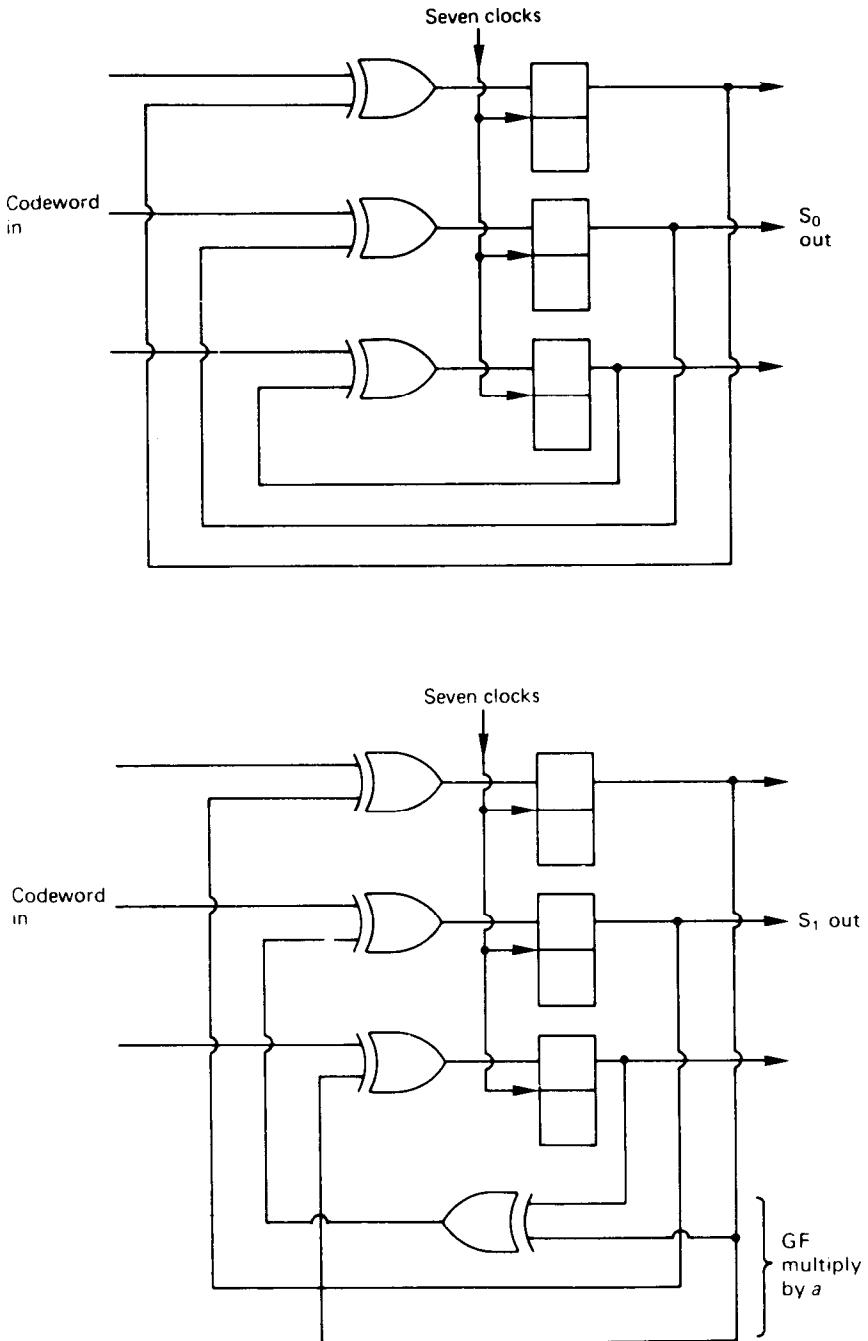 Seven clocks
Codeword
in
S₀
out
Seven clocks
Codeword
in
S₁ out
GF
multiply
by a